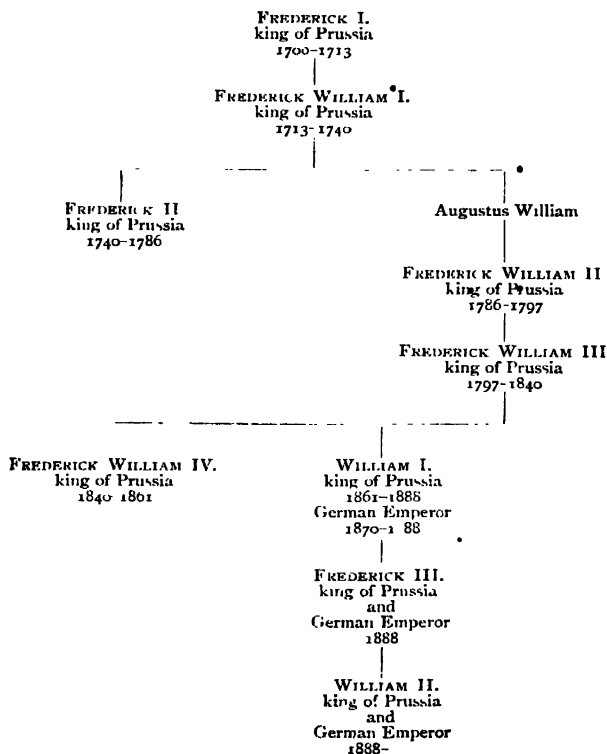 FREDERICK I.
king of Prussia
1700-1713
FREDERICK WILLIAM I.
king of Prussia
1713-1740
FREDERICK II
king of Prussia
1740-1786
Augustus William
FREDERICK WILLIAM II
king of Prussia
1786-1797
FREDERICK WILLIAM III
king of Prussia
1797-1840
FREDERICK WILLIAM IV.
king of Prussia
1840 1861
WILLIAM I.
king of Prussia
1861-1888
German Emperor
1870-1 88
FREDERICK III.
king of Prussia
and
German Emperor
1888
WILLIAM II.
king of Prussia
and
German Emperor
1888-